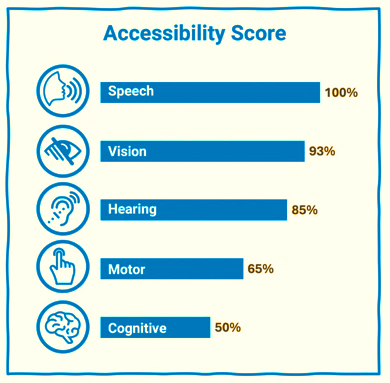 Accessibility Score
Speech 100%
Vision 93%
Hearing 85%
Motor 65%
Cognitive 50%